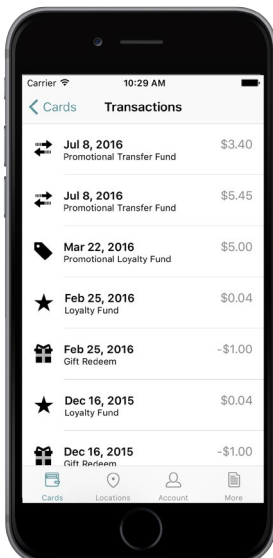 Carrier 10:29 AM
Cards Transactions
Jul 8, 2016 $3.40
Promotional Transfer Fund
Jul 8, 2016 $5.45
Promotional Transfer Fund
Mar 22, 2016 $5.00
Promotional Loyalty Fund
Feb 25, 2016 $0.04
Loyalty Fund
Feb 25, 2016 -$1.00
Gift Redeem
Dec 16, 2015 $0.04
Loyalty Fund
Dec 16, 2015 -$1.00
Gift Redeem
Cards Locations Account More